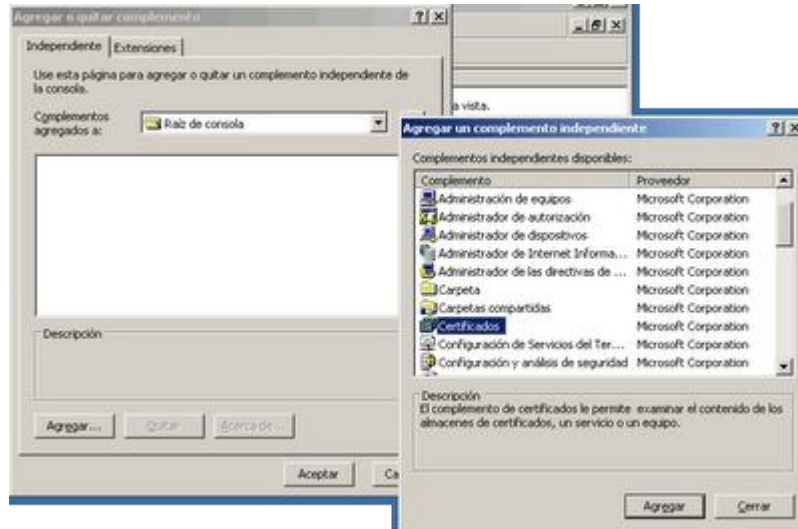 Agregar o quitar complemento
Independiente
Extensiones
Use esta página para agregar o quitar un complemento independiente de
la consola.
Complementos
agregados a:
Raíz de consola
Descripción
Agregar...
Quitar
Acerca de...
Aceptar
Ca
a vista.
Agregar un complemento independiente
Complementos independientes disponibles:
Complemento
Proveedor
Administración de equipos Microsoft Corporation
Administrador de autorización Microsoft Corporation
Administrador de dispositivos Microsoft Corporation
Administrador de Internet Informa... Microsoft Corporation
Administrador de las directivas de ... Microsoft Corporation
Carpeta Microsoft Corporation
Carpetas compartidas Microsoft Corporation
Certificados Microsoft Corporation
Configuración de Servicios del Ter... Microsoft Corporation
Configuración y análisis de seguridad Microsoft Corporation
Descripción
El complemento de certificados le permite examinar el contenido de los
almacenes de certificados, un servicio o un equipo.
Agregar
Cerrar